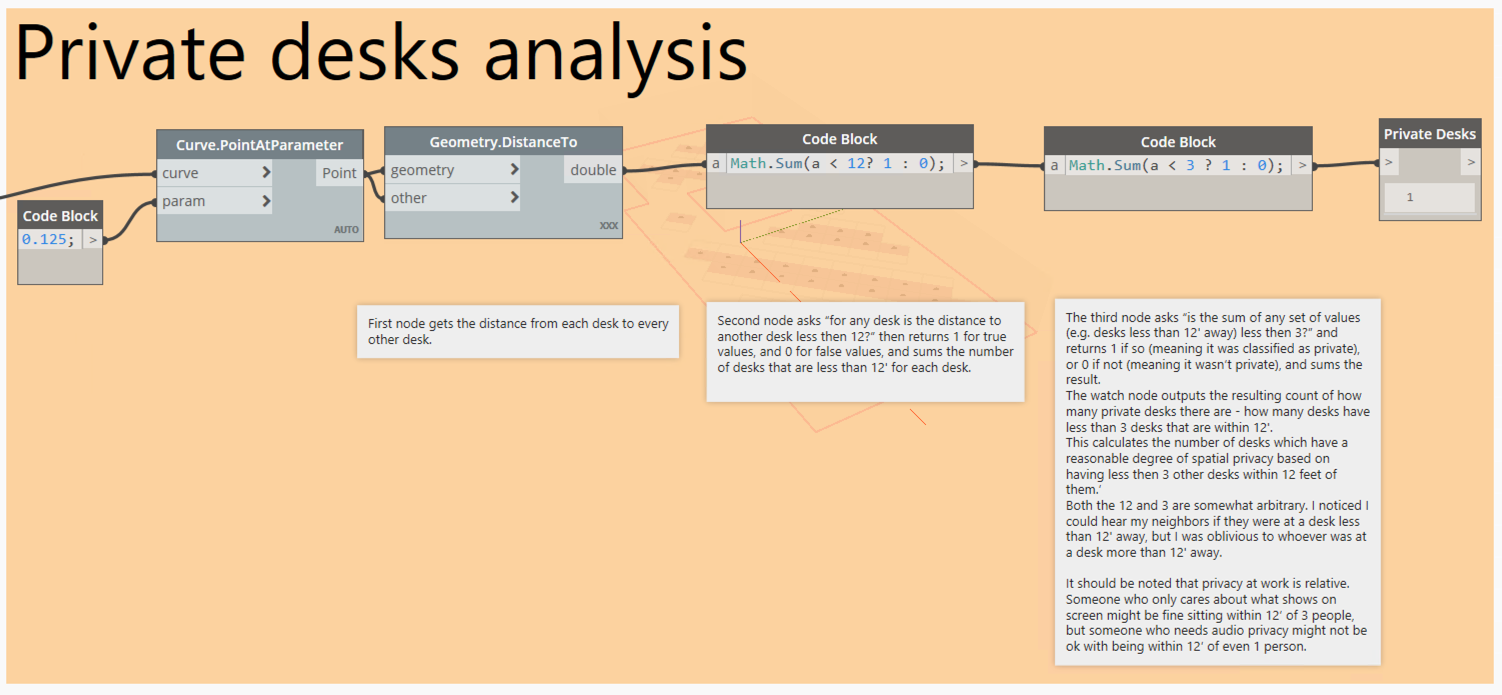 Private desks analysis
Code Block
0.125; >
Curve.PointAtParameter
curve > Point
param >
AUTO
Geometry.DistanceTo
geometry > double
other >
XXX
Code Block
a Math.Sum(a < 12? 1 : 0); >
Code Block
a Math.Sum(a < 3 ? 1 : 0); >
Private Desks
> >
1
First node gets the distance from each desk to every
other desk.
Second node asks “for any desk is the distance to
another desk less then 12?” then returns 1 for true
values, and 0 for false values, and sums the number
of desks that are less than 12' for each desk.
The third node asks “is the sum of any set of values
(e.g. desks less than 12' away) less then 3?” and
returns 1 if so (meaning it was classified as private),
or 0 if not (meaning it wasn't private), and sums the
result.
The watch node outputs the resulting count of how
many private desks there are - how many desks have
less than 3 desks that are within 12'.
This calculates the number of desks which have a
reasonable degree of spatial privacy based on
having less then 3 other desks within 12 feet of
them.’
Both the 12 and 3 are somewhat arbitrary. I noticed I
could hear my neighbors if they were at a desk less
than 12' away, but I was oblivious to whoever was at
a desk more than 12' away.
It should be noted that privacy at work is relative.
Someone who only cares about what shows on
screen might be fine sitting within 12’ of 3 people,
but someone who needs audio privacy might not be
ok with being within 12’ of even 1 person.